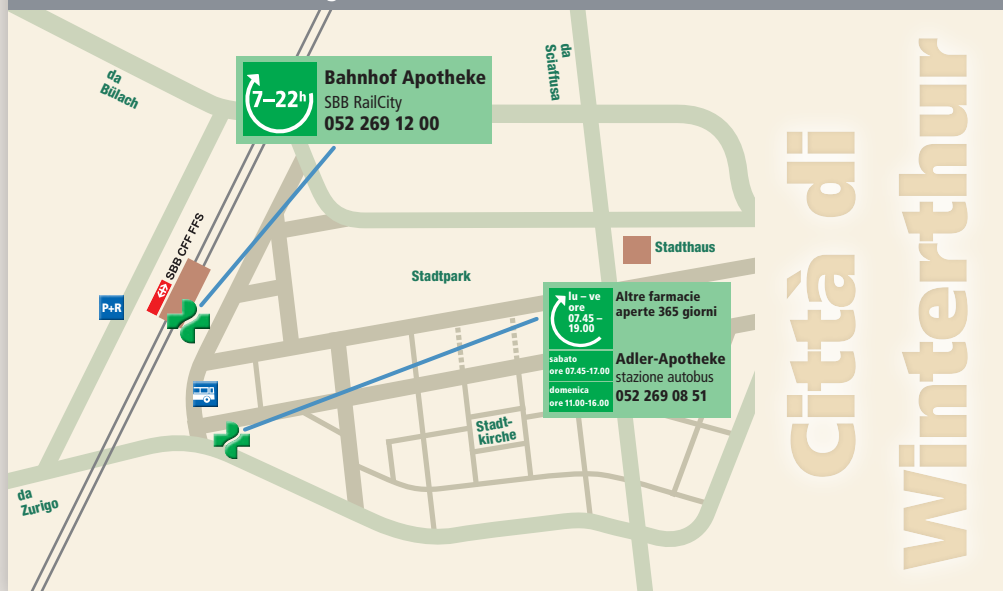 da
Bülach
7–22h
Bahnhof Apotheke
SBB RailCity
052 269 12 00
da
Sciaffusa
SBB CFF FFS
P+R
Stadtpark
Stadthaus
lu – ve
ore
07.45 –
19.00
Altre farmacie
aperte 365 giorni
sabato
ore 07.45-17.00
domenica
ore 11.00-16.00
Adler-Apotheke
stazione autobus
052 269 08 51
Stadt-
kirche
da
Zurigo
Città di
Winterthur